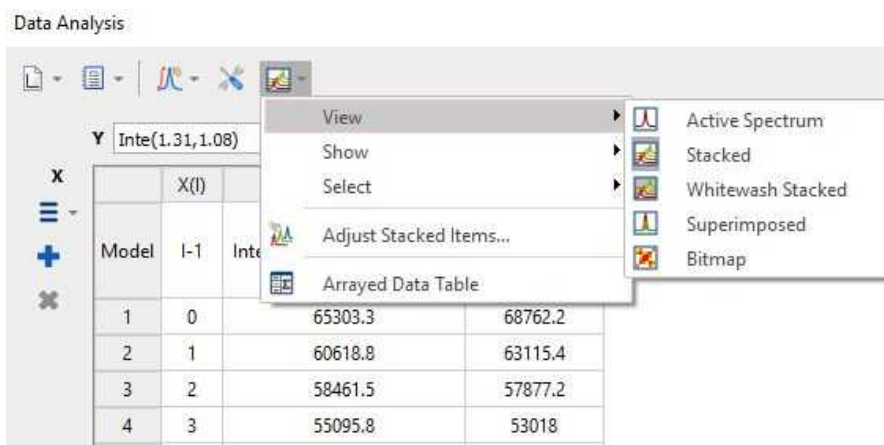 Data Analysis
View
Show
Select
Adjust Stacked Items...
Arrayed Data Table
Active Spectrum
Stacked
Whitewash Stacked
Superimposed
Bitmap
Y Inte(1.31,1.08)
X
X(I)
Model I-1
1 0 65303.3 68762.2
2 1 60618.8 63115.4
3 2 58461.5 57877.2
4 3 55095.8 53018